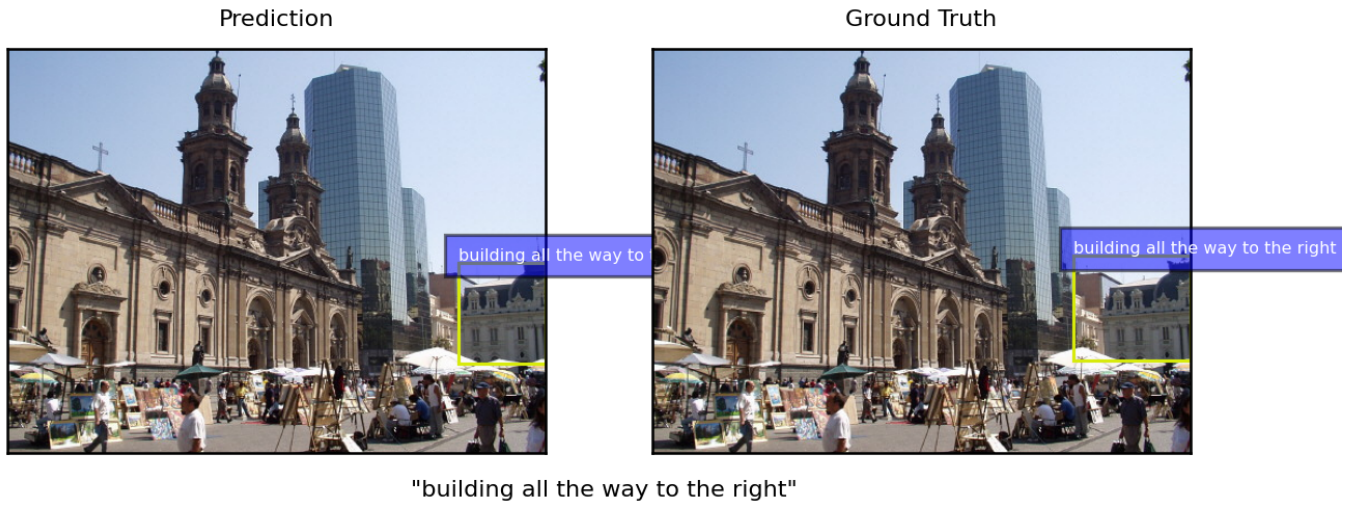 Prediction
Ground Truth
building all the way to
building all the way to the right
"building all the way to the right"